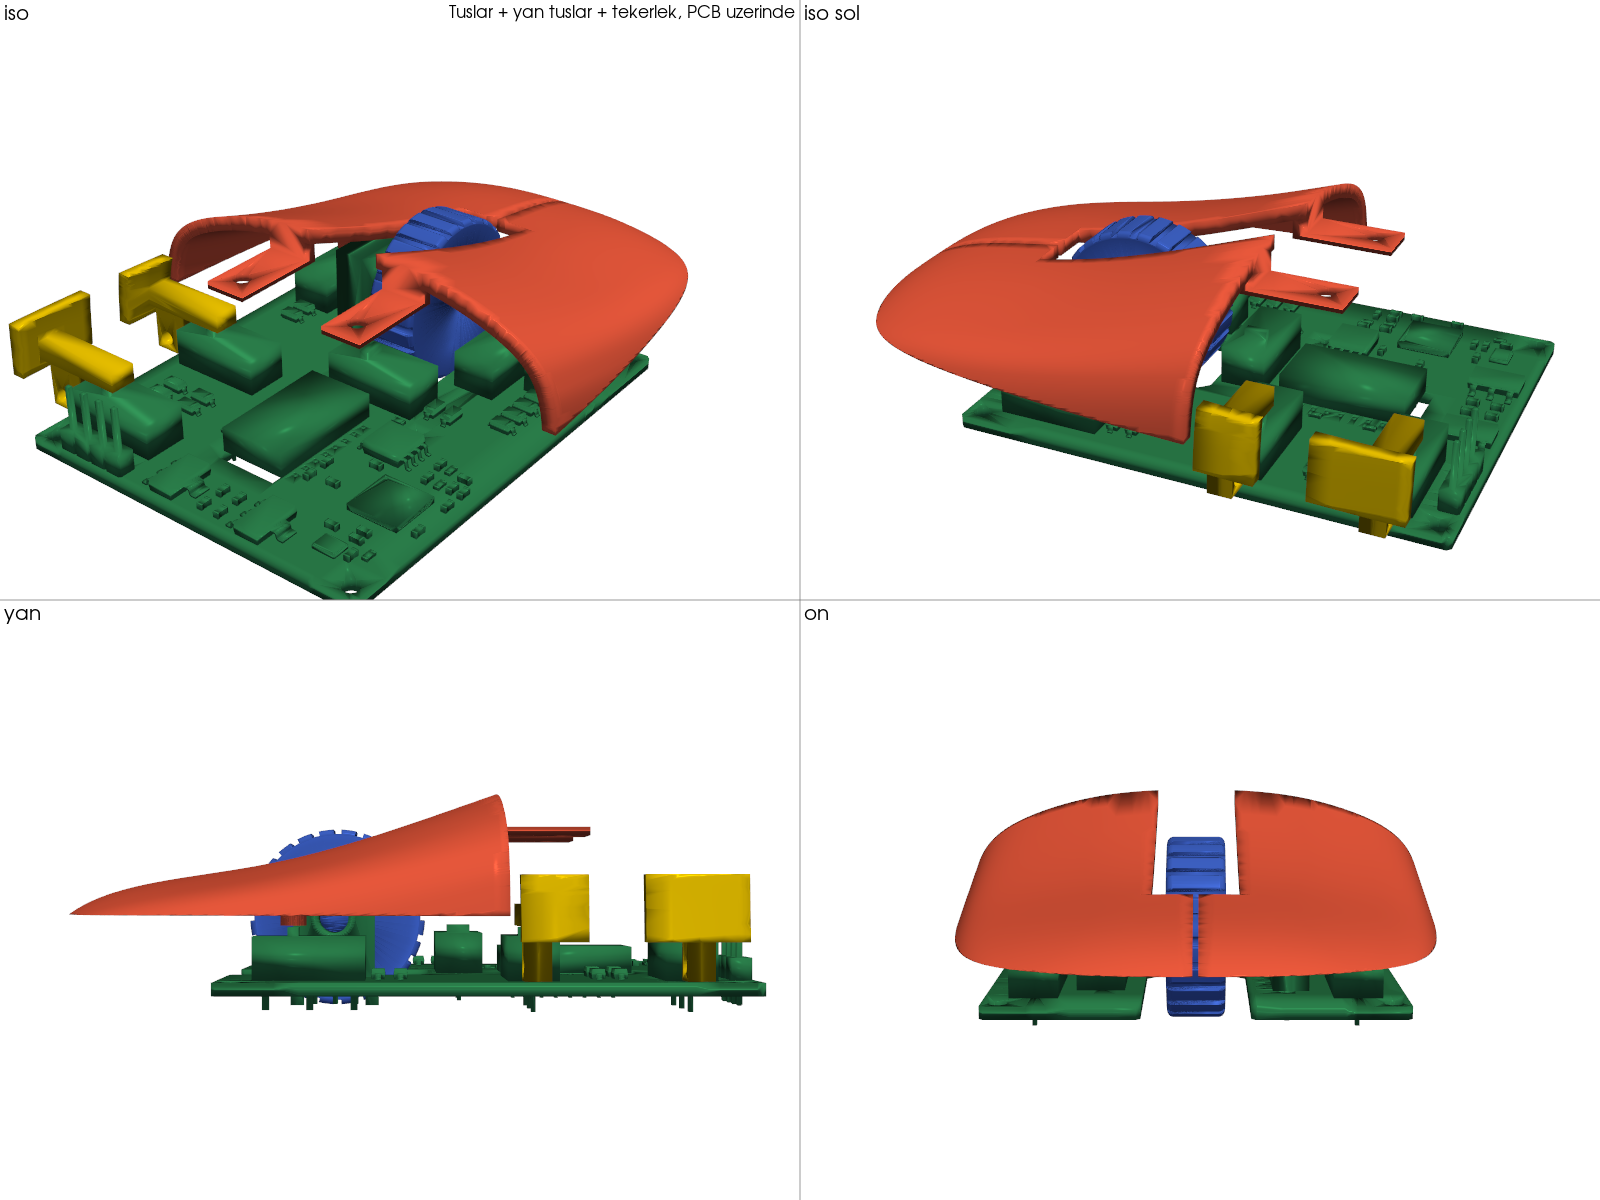 iso
Tuslar + yan tuslar + tekerlek, PCB uzerinde
iso sol
yan
on